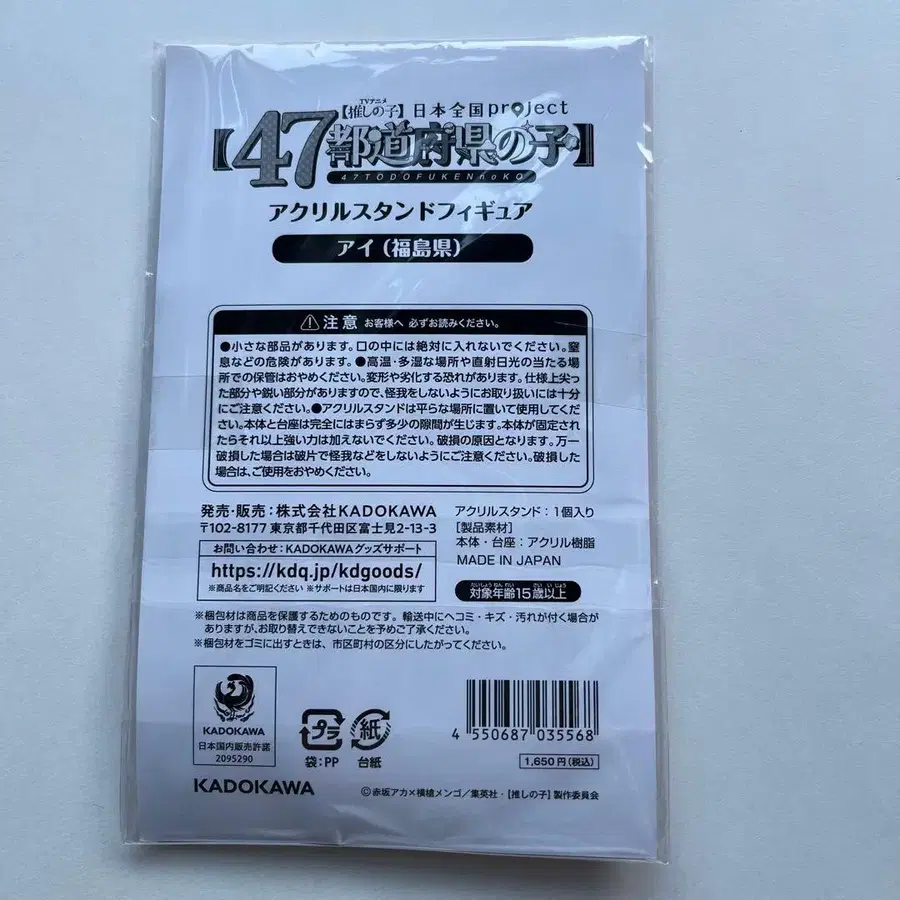 TVアニメ
【推しの子】日本全国project
【47都道府県の子】
47TODOFUKENnoKO
アクリルスタンドフィギュア
アイ（福島県）
注意 お客様へ 必ずお読みください。
●小さな部品があります。口の中には絶対に入れないでください。窒
息などの危険があります。●高温・多湿な場所や直射日光の当たる場
所での保管はおやめください。変形や劣化する恐れがあります。仕様上尖っ
た部分や鋭い部分がありますので、怪我をしないようにお取り扱いには十分
にご注意ください。●アクリルスタンドは平らな場所に置いて使用してくだ
さい。本体と台座は完全にはまらず多少の隙間が生じます。本体が固定され
たらそれ以上強い力は加えないでください。破損の原因となります。万一
破損した場合は破片で怪我などをしないようにご注意ください。破損した
場合は、ご使用をおやめください。
発売・販売：株式会社KADOKAWA
〒102-8177 東京都千代田区富士見2-13-3
お問い合わせ：KADOKAWAグッズサポート
https://kdq.jp/kdgoods/
※商品名をご明記ください ※サポートは日本国内に限ります
アクリルスタンド：1個入り
［製品素材］
本体・台座：アクリル樹脂
MADE IN JAPAN
たいしょうねんれい さいいじょう
対象年齢15歳以上
※梱包材は商品を保護するためのものです。輸送中にヘコミ・キズ・汚れが付く場合が
ありますが、お取り替えできないことを予めご了承ください。
※梱包材をゴミに出すときは、市区町村の区分にしたがってください。
KADOKAWA
日本国内販売許諾
2095290
プラ
袋：PP
紙
台紙
4 550687 035568
1,650円（税込）
KADOKAWA
©赤坂アカ×横槍メンゴ／集英社・【推しの子】製作委員会